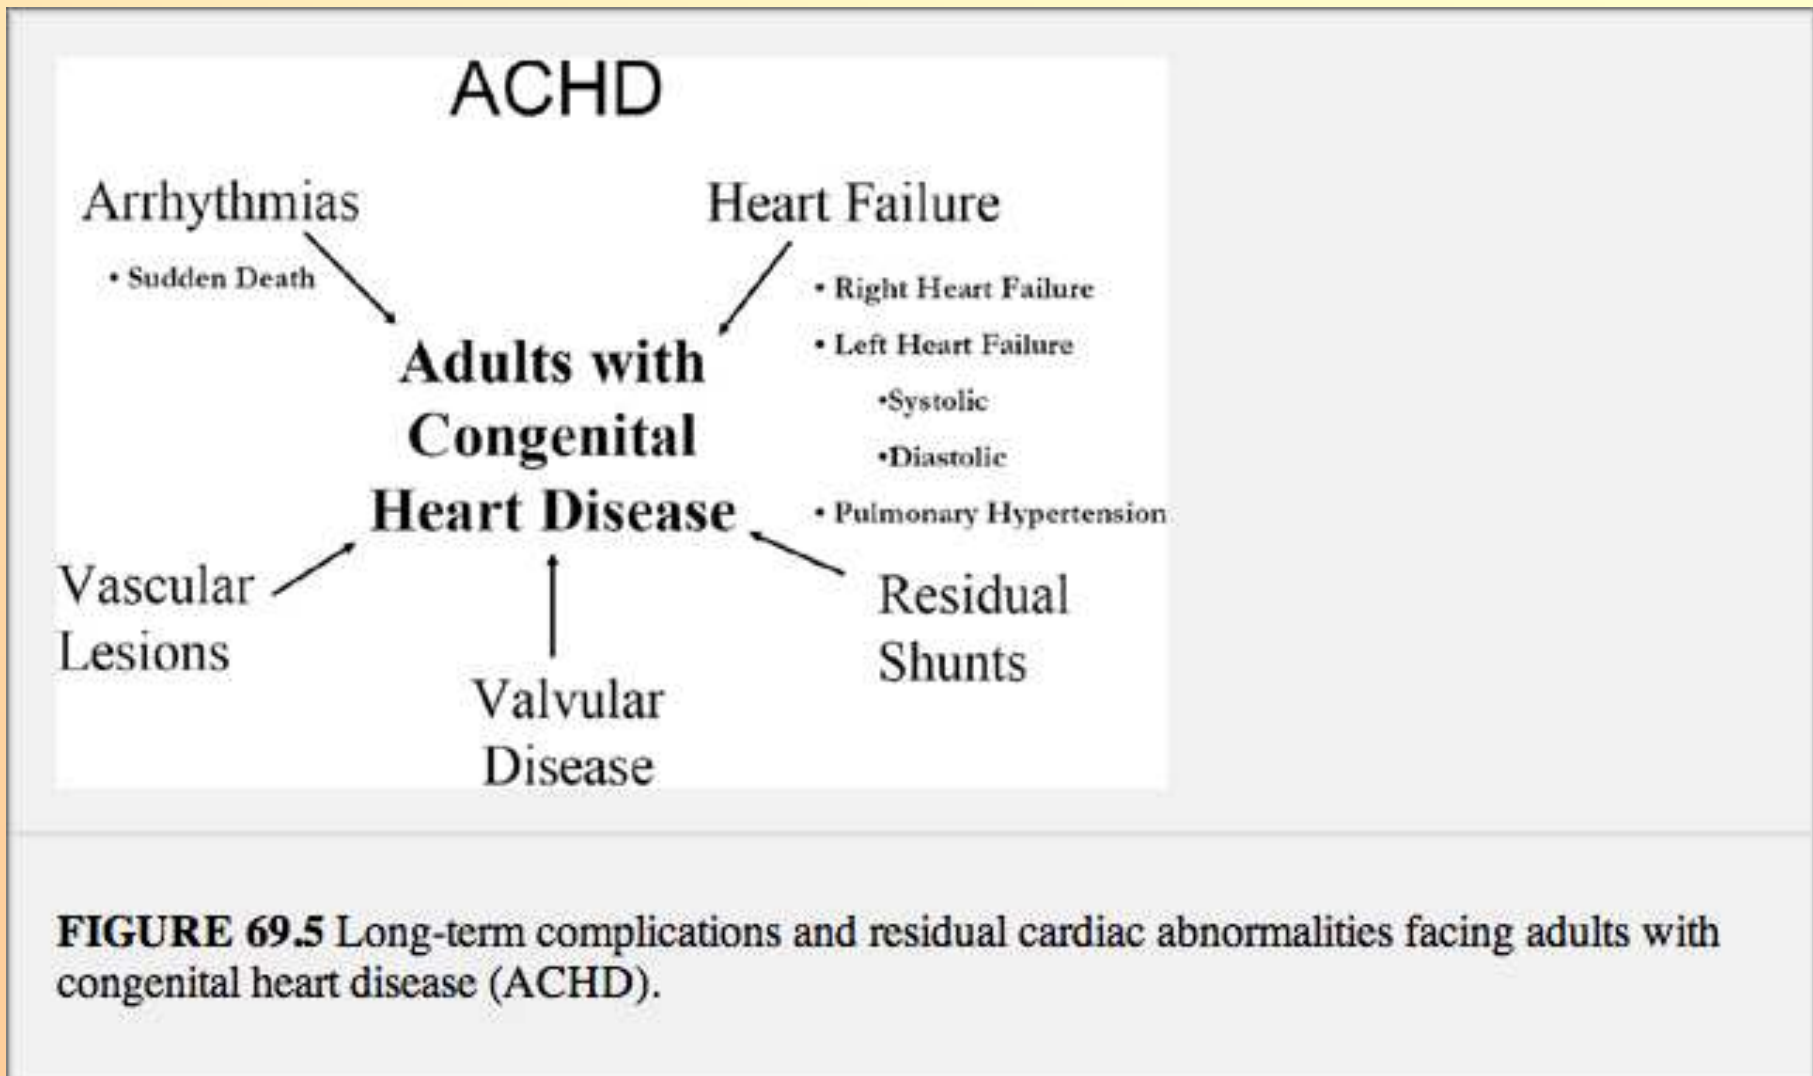 ACHD
Arrhythmias
• Sudden Death
Heart Failure
• Right Heart Failure
• Left Heart Failure
•Systolic
•Diastolic
• Pulmonary Hypertension
Adults with
Congenital
Heart Disease
Vascular
Lesions
Valvular
Disease
Residual
Shunts
FIGURE 69.5 Long-term complications and residual cardiac abnormalities facing adults with
congenital heart disease (ACHD).